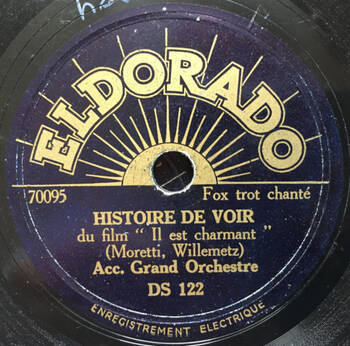 ELDORADO
70095
Fox trot chanté
HISTOIRE DE VOIR
du film “ Il est charmant ”
(Moretti, Willemetz)
Acc. Grand Orchestre
DS 122
ENREGISTREMENT ELECTRIQUE